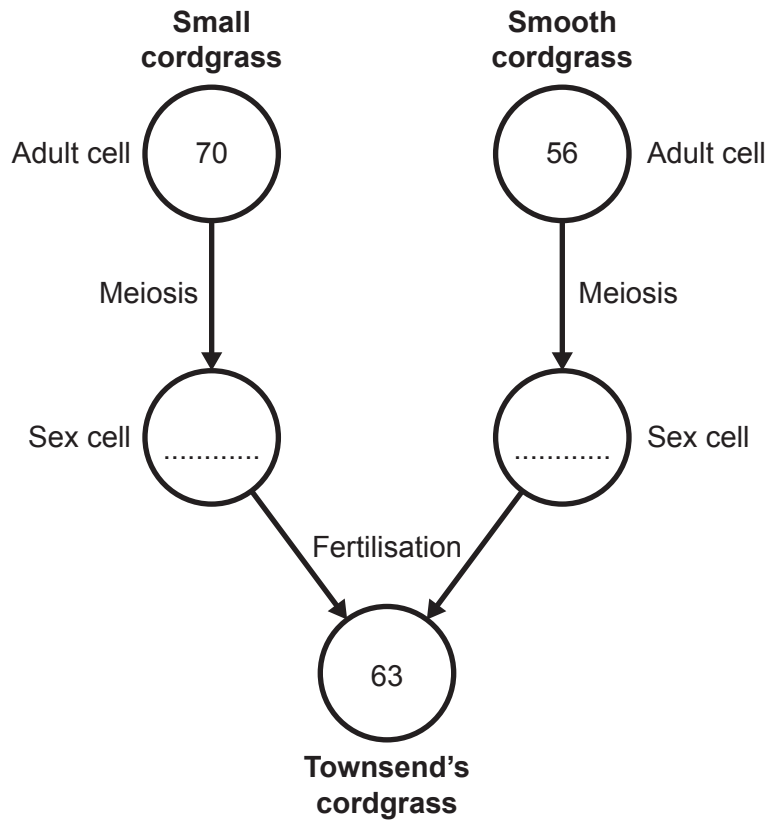 Small
cordgrass
Smooth
cordgrass
Adult cell
70
56
Adult cell
Meiosis
Meiosis
Sex cell
............
............
Sex cell
Fertilisation
63
Townsend's
cordgrass